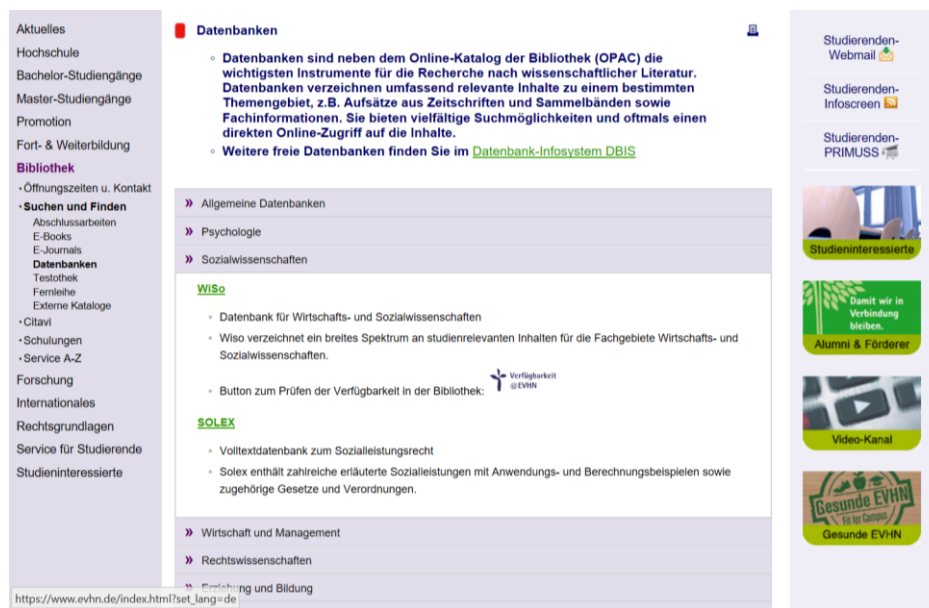 Aktuelles
Hochschule
Bachelor-Studiengänge
Master-Studiengänge
Promotion
Fort- & Weiterbildung
Bibliothek
Öffnungszeiten u. Kontakt
Suchen und Finden
Abschlussarbeiten
E-Books
E-Journals
Datenbanken
Testothek
Fernleihe
Externe Kataloge
Citavi
Schulungen
Service A-Z
Forschung
Internationales
Rechtsgrundlagen
Service für Studierende
Studieninteressierte
https://www.evhn.de/index.html?set_lang=de
Datenbanken
Datenbanken sind neben dem Online-Katalog der Bibliothek (OPAC) die
wichtigsten Instrumente für die Recherche nach wissenschaftlicher Literatur.
Datenbanken verzeichnen umfassend relevante Inhalte zu einem bestimmten
Themengebiet, z.B. Aufsätze aus Zeitschriften und Sammelbänden sowie
Fachinformationen. Sie bieten vielfältige Suchmöglichkeiten und oftmals einen
direkten Online-Zugriff auf die Inhalte.
Weitere freie Datenbanken finden Sie im Datenbank-Infosystem DBIS
» Allgemeine Datenbanken
» Psychologie
» Sozialwissenschaften
WiSo
Datenbank für Wirtschafts- und Sozialwissenschaften
Wiso verzeichnet ein breites Spektrum an studienrelevanten Inhalten für die Fachgebiete Wirtschafts- und
Sozialwissenschaften.
Button zum Prüfen der Verfügbarkeit in der Bibliothek: Verfügbarkeit
@EVHN
SOLEX
Volltextdatenbank zum Sozialleistungsrecht
Solex enthält zahlreiche erläuterte Sozialleistungen mit Anwendungs- und Berechnungsbeispielen sowie
zugehörige Gesetze und Verordnungen.
» Wirtschaft und Management
» Rechtswissenschaften
» Erziehung und Bildung
Studierenden-
Webmail
Studierenden-
Infoscreen
Studierenden-
PRIMUSS
Studieninteressierte
Damit wir in
Verbindung
bleiben.
Alumni & Förderer
Video-Kanal
Gesunde EVHN
Fit for Campus
Gesunde EVHN